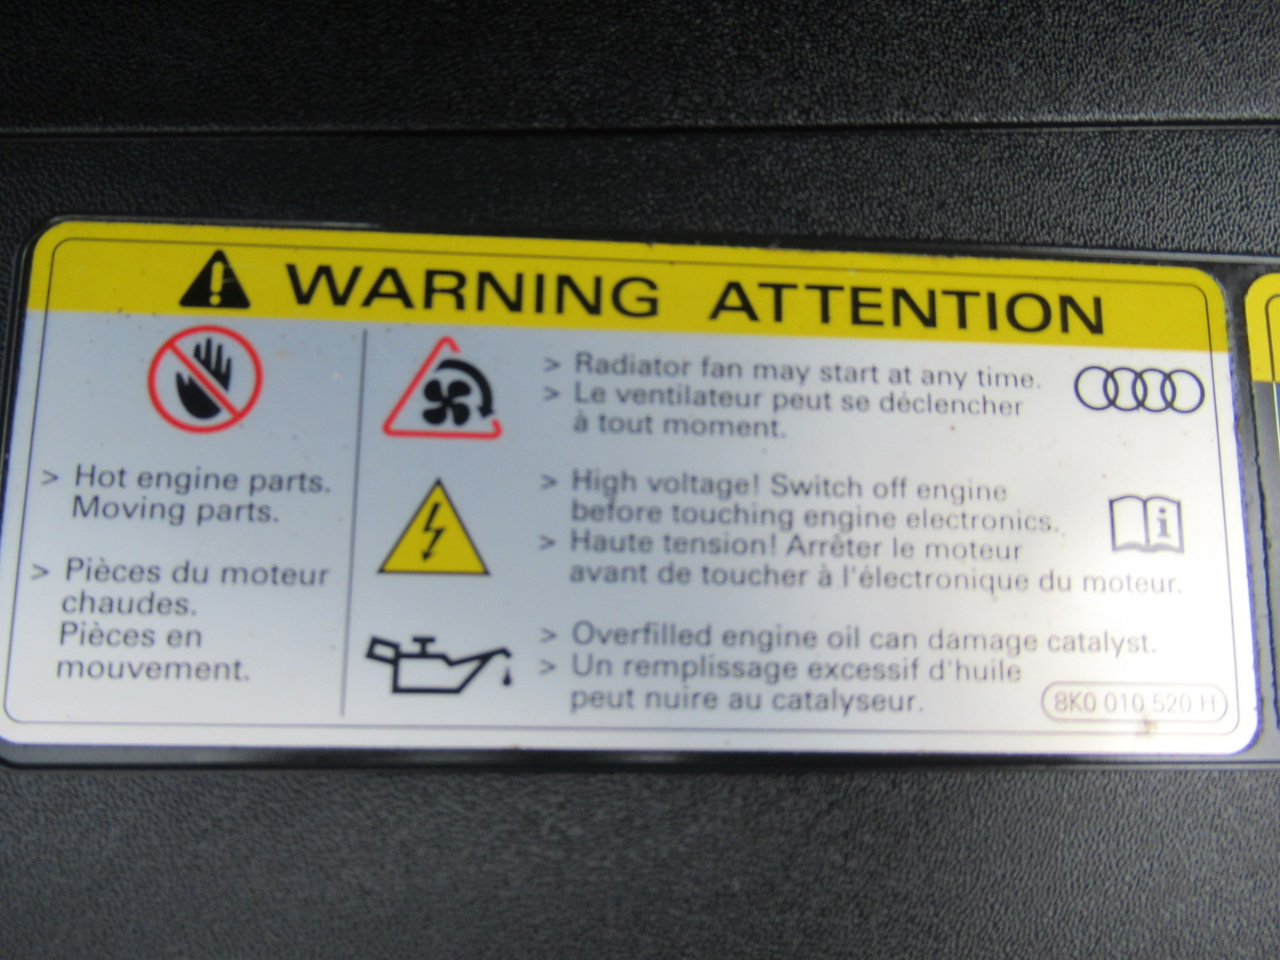 WARNING ATTENTION
> Hot engine parts.
Moving parts.
> Pièces du moteur
chaudes.
Pièces en
mouvement.
> Radiator fan may start at any time.
> Le ventilateur peut se déclencher
à tout moment.
> High voltage! Switch off engine
before touching engine electronics.
> Haute tension! Arrêter le moteur
avant de toucher à l'électronique du moteur.
> Overfilled engine oil can damage catalyst.
> Un remplissage excessif d'huile
peut nuire au catalyseur.
8K0 010 520 H